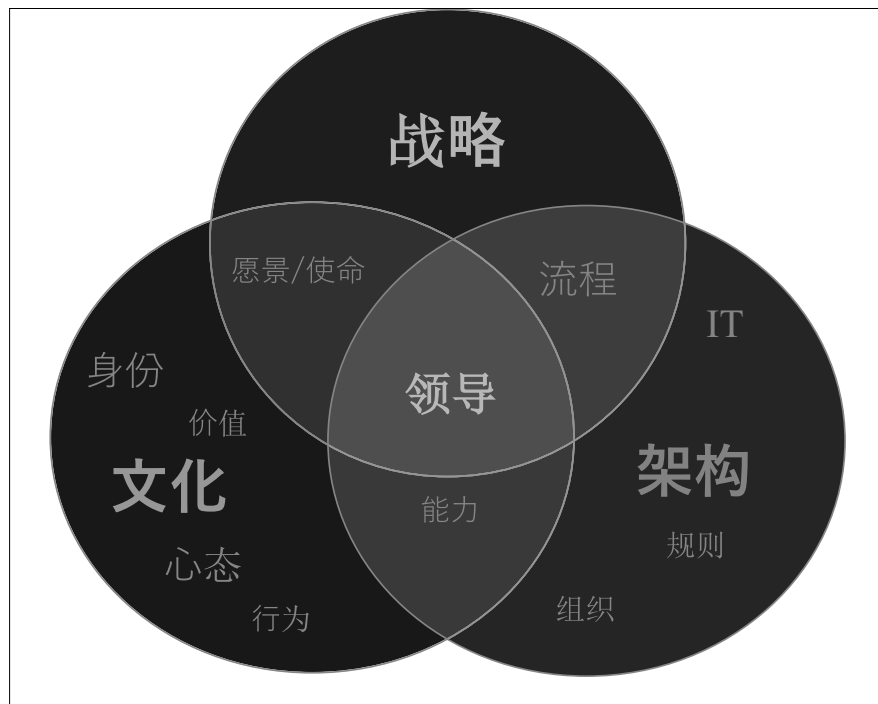 战略
愿景/使命
流程
IT
身份
领导
价值
文化
架构
能力
心态
规则
行为
组织